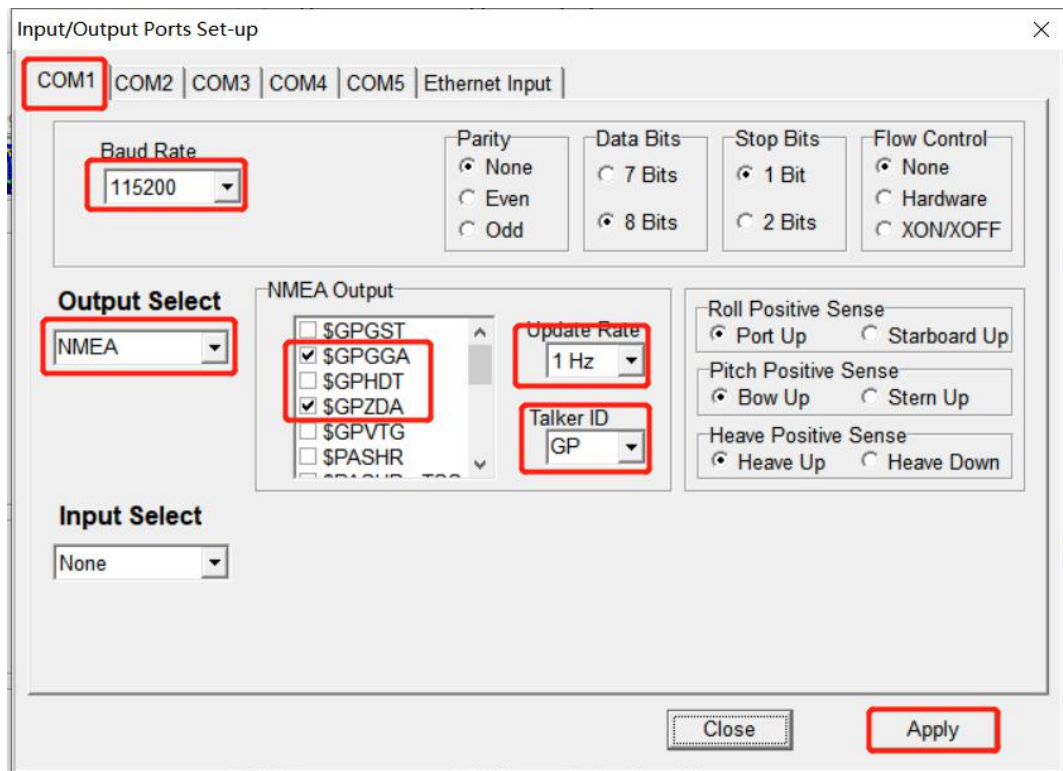 Input/Output Ports Set-up
COM1 COM2 COM3 COM4 COM5 Ethernet Input
Baud Rate
115200
Parity
None
Even
Odd
Data Bits
7 Bits
8 Bits
Stop Bits
1 Bit
2 Bits
Flow Control
None
Hardware
XON/XOFF
Output Select
NMEA
NMEA Output
$GPGST
$GPGGA
$GPHDT
$GPZDA
$GPVTG
$PASHR
Update Rate
1 Hz
Talker ID
GP
Roll Positive Sense
Port Up Starboard Up
Pitch Positive Sense
Bow Up Stern Up
Heave Positive Sense
Heave Up Heave Down
Input Select
None
Close Apply